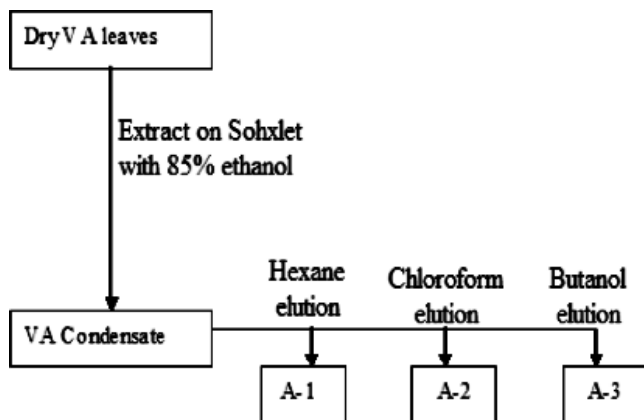 Dry V A leaves
Extract on Sohxlet
with 85% ethanol
Hexane
elution
Chloroform
elution
Butanol
elution
VA Condensate
A-1
A-2
A-3